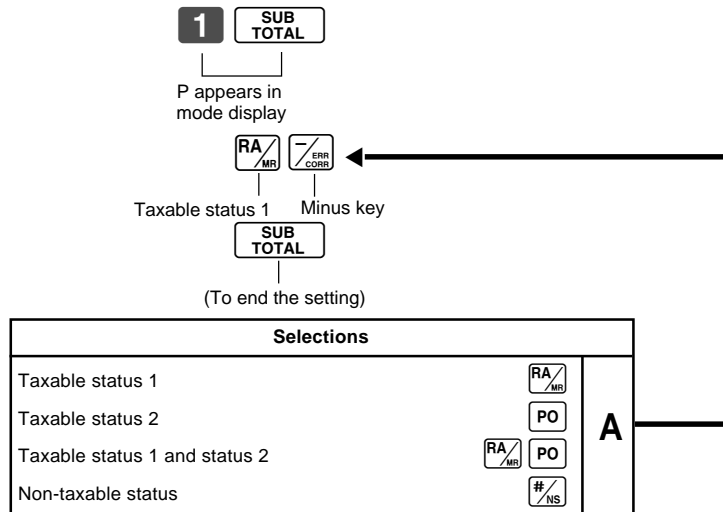 1 SUB TOTAL
P appears in
mode display
RA/MR −/ERR CORR
Taxable status 1 Minus key
SUB TOTAL
(To end the setting)
Selections
Taxable status 1 RA/MR
Taxable status 2 PO
Taxable status 1 and status 2 RA/MR PO
Non-taxable status #/NS
A